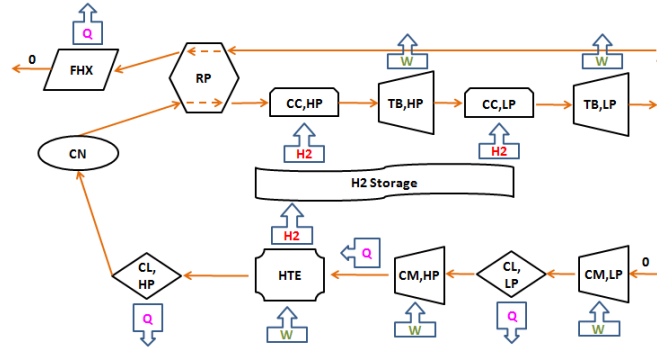 Q
0
FHX
RP
W
W
CC,HP
TB,HP
CC,LP
TB,LP
CN
H2
H2
H2 Storage
H2
CL,
HP
HTE
Q
CM,HP
CL,
LP
CM,LP
0
Q
W
W
Q
W